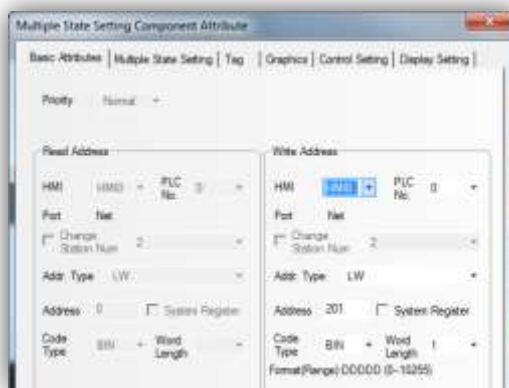 Multiple State Setting Component Attribute
Basic Attributes Multiple State Setting Tag Graphics Control Setting Display Setting
Priority Normal
Read Address
HMI HMI0 PLC No. 0
Port Net
Change Station Num 2
Addr. Type LW
Address 0 System Register
Code Type BIN Word Length
Write Address
HMI HMI0 PLC No. 0
Port Net
Change Station Num 2
Addr. Type LW
Address 201 System Register
Code Type BIN Word Length 1
Format(Range):DDDDD (0~10255)